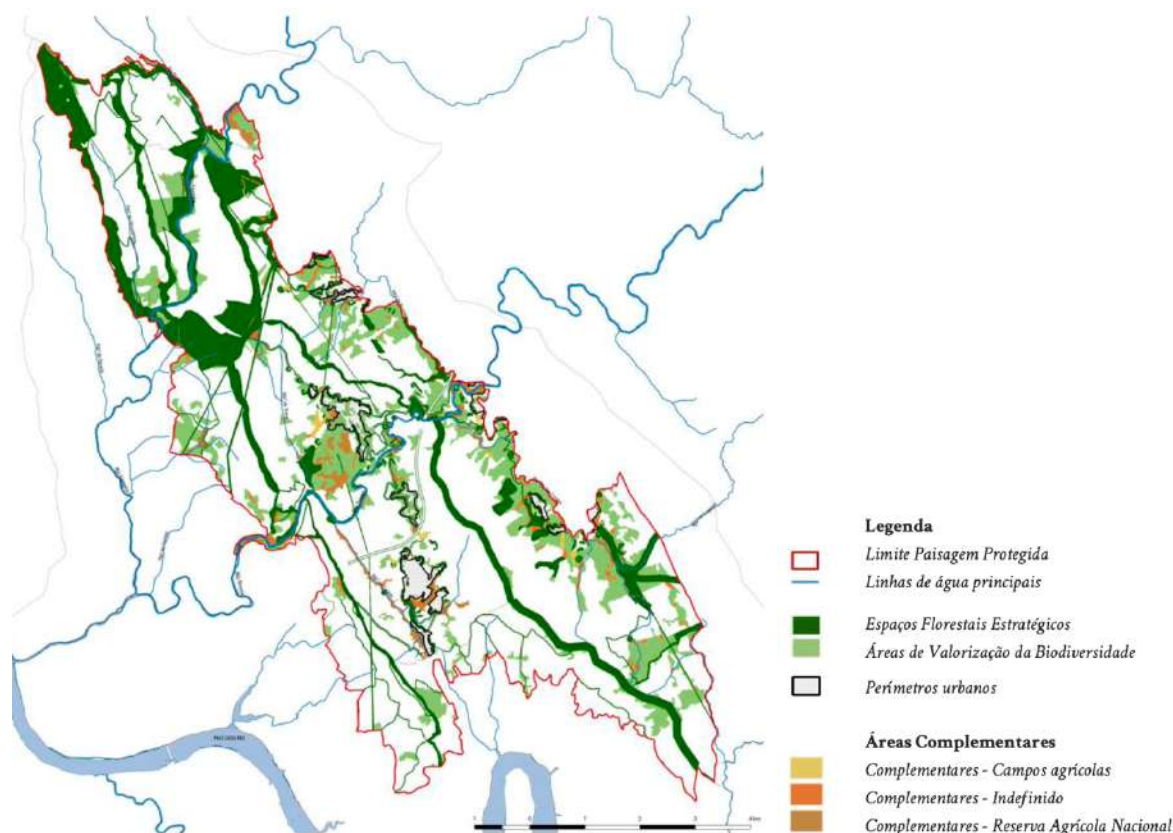 Legenda
Limite Paisagem Protegida
Linhas de água principais
Espaços Florestais Estratégicos
Áreas de Valorização da Biodiversidade
Perímetros urbanos
Áreas Complementares
Complementares - Campos agrícolas
Complementares - Indefinido
Complementares - Reserva Agrícola Nacional